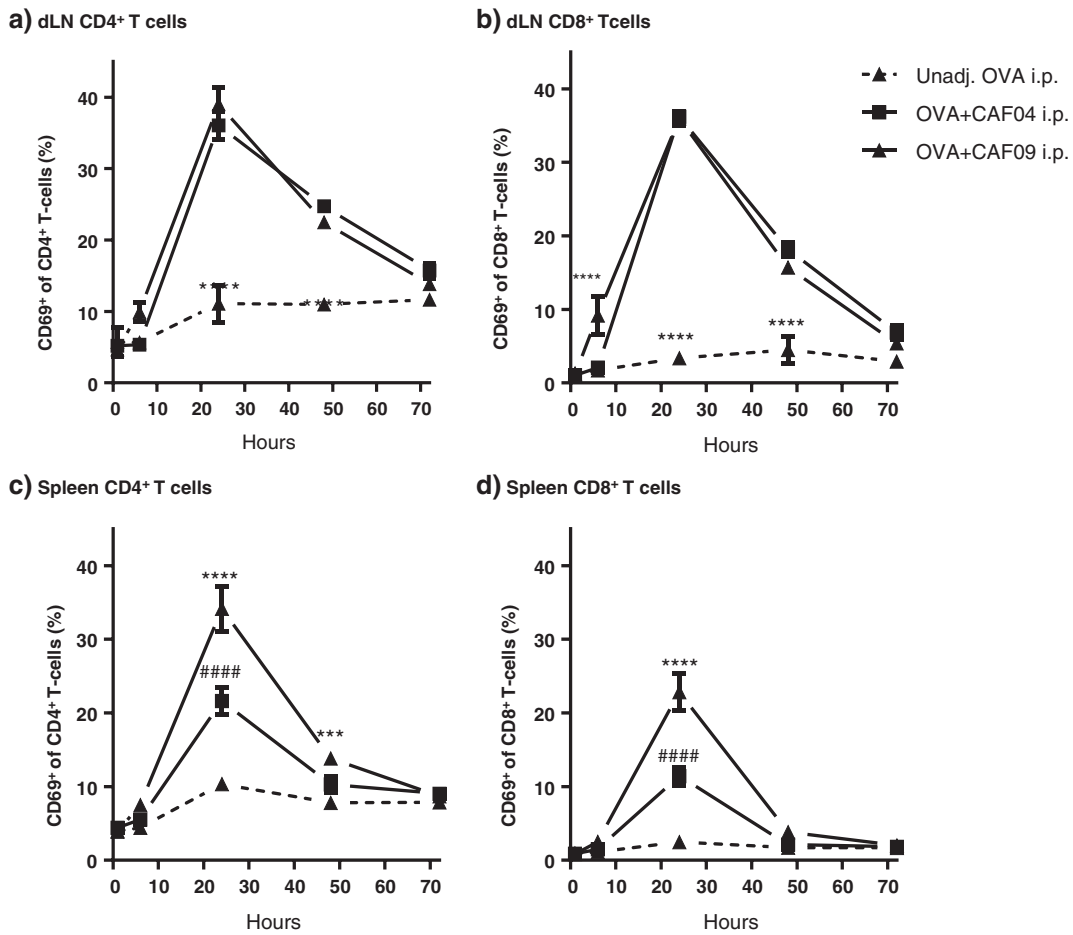 a) dLN CD4⁺ T cells
CD69⁺ of CD4⁺ T-cells (%)
40
30
20
10
0
****
****
0 10 20 30 40 50 60 70
Hours
b) dLN CD8⁺ Tcells
CD69⁺ of CD8⁺ T-cells (%)
40
30
20
10
0
****
****
****
0 10 20 30 40 50 60 70
Hours
Unadj. OVA i.p.
OVA+CAF04 i.p.
OVA+CAF09 i.p.
c) Spleen CD4⁺ T cells
CD69⁺ of CD4⁺ T-cells (%)
40
30
20
10
0
****
####
***
0 10 20 30 40 50 60 70
Hours
d) Spleen CD8⁺ T cells
CD69⁺ of CD8⁺ T-cells (%)
40
30
20
10
0
****
####
0 10 20 30 40 50 60 70
Hours